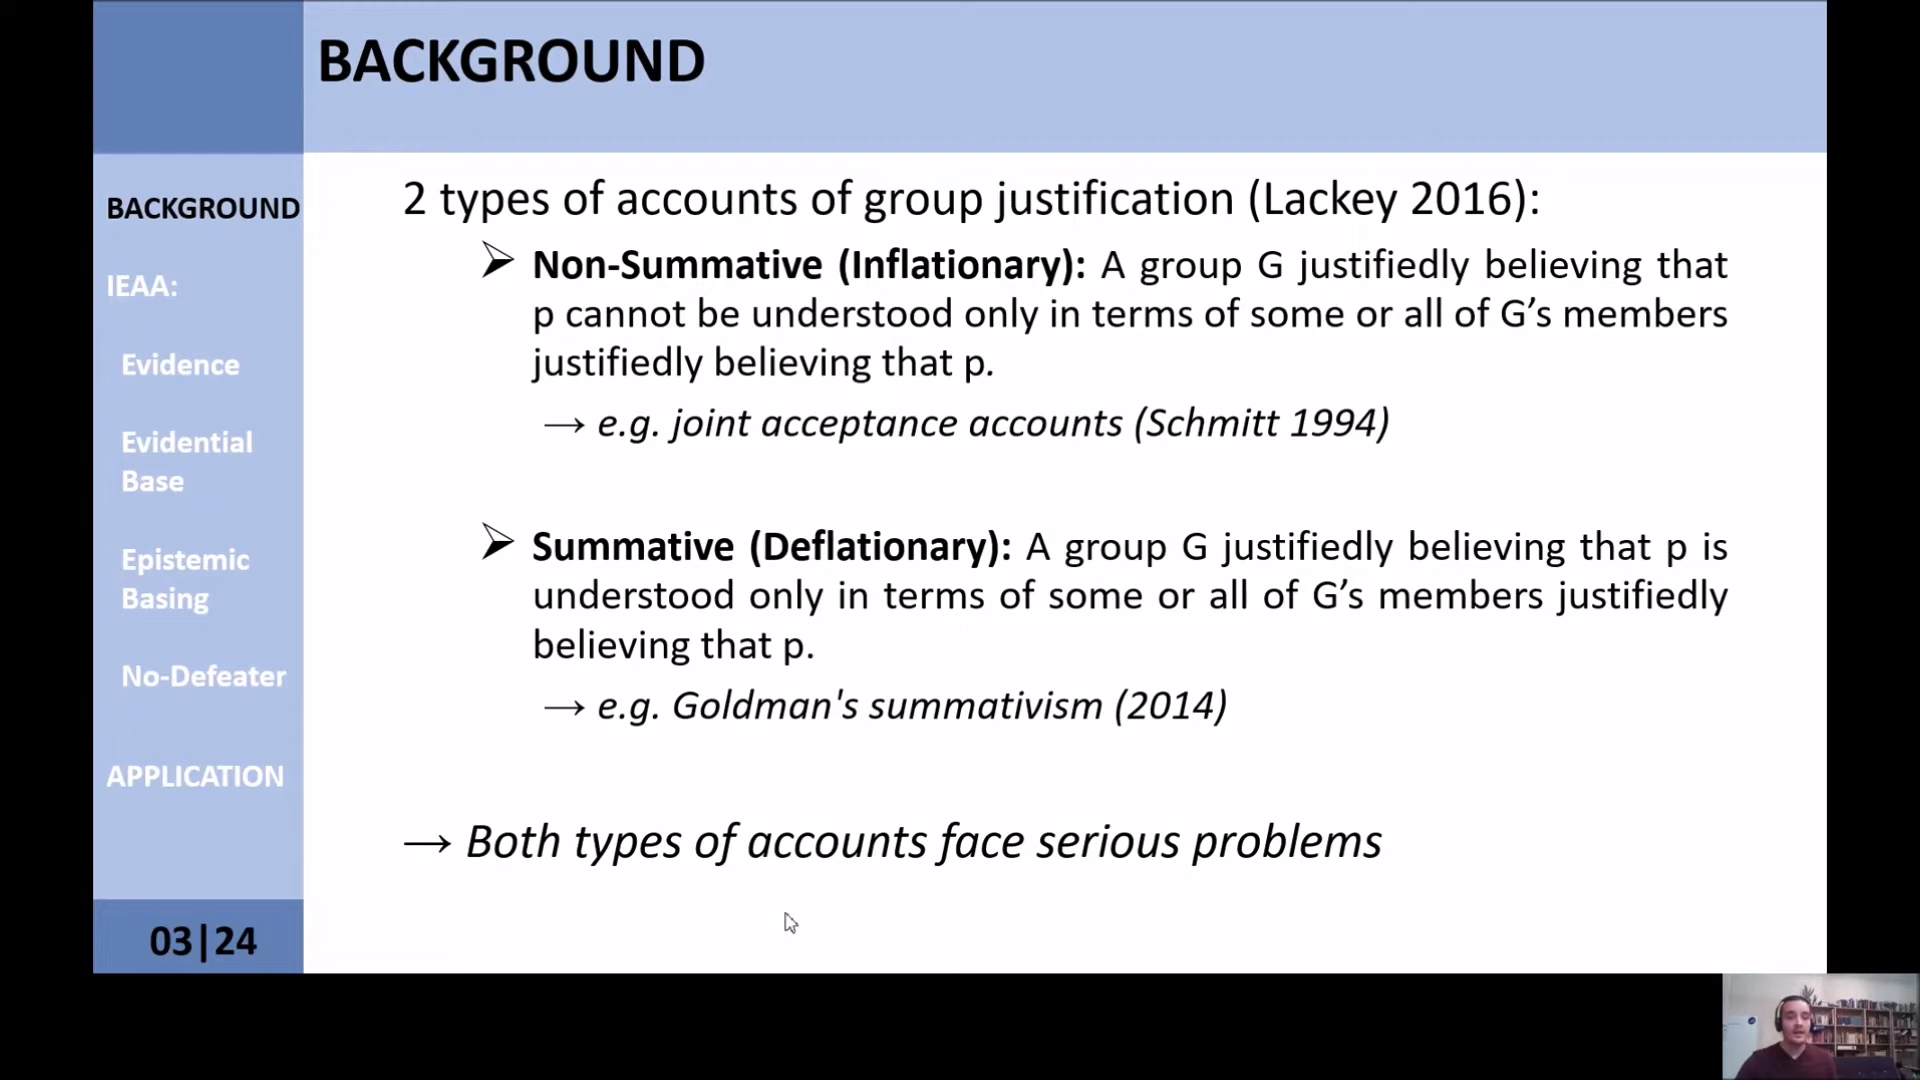 BACKGROUND
BACKGROUND
IEAA:
Evidence
Evidential
Base
Epistemic
Basing
No-Defeater
APPLICATION
03|24
2 types of accounts of group justification (Lackey 2016):
➢ Non-Summative (Inflationary): A group G justifiedly believing that
p cannot be understood only in terms of some or all of G’s members
justifiedly believing that p.
→ e.g. joint acceptance accounts (Schmitt 1994)
➢ Summative (Deflationary): A group G justifiedly believing that p is
understood only in terms of some or all of G’s members justifiedly
believing that p.
→ e.g. Goldman's summativism (2014)
→ Both types of accounts face serious problems